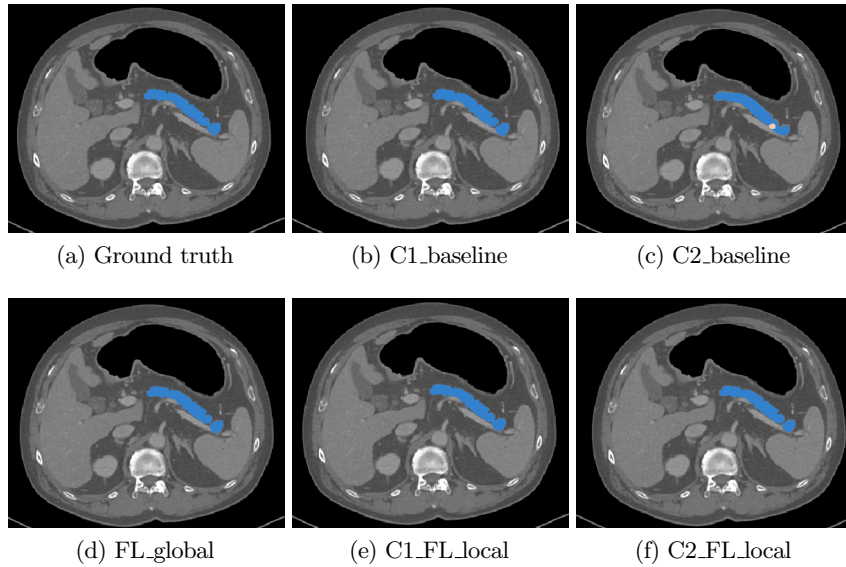 (a) Ground truth
(b) C1_baseline
(c) C2_baseline
(d) FL_global
(e) C1_FL_local
(f) C2_FL_local